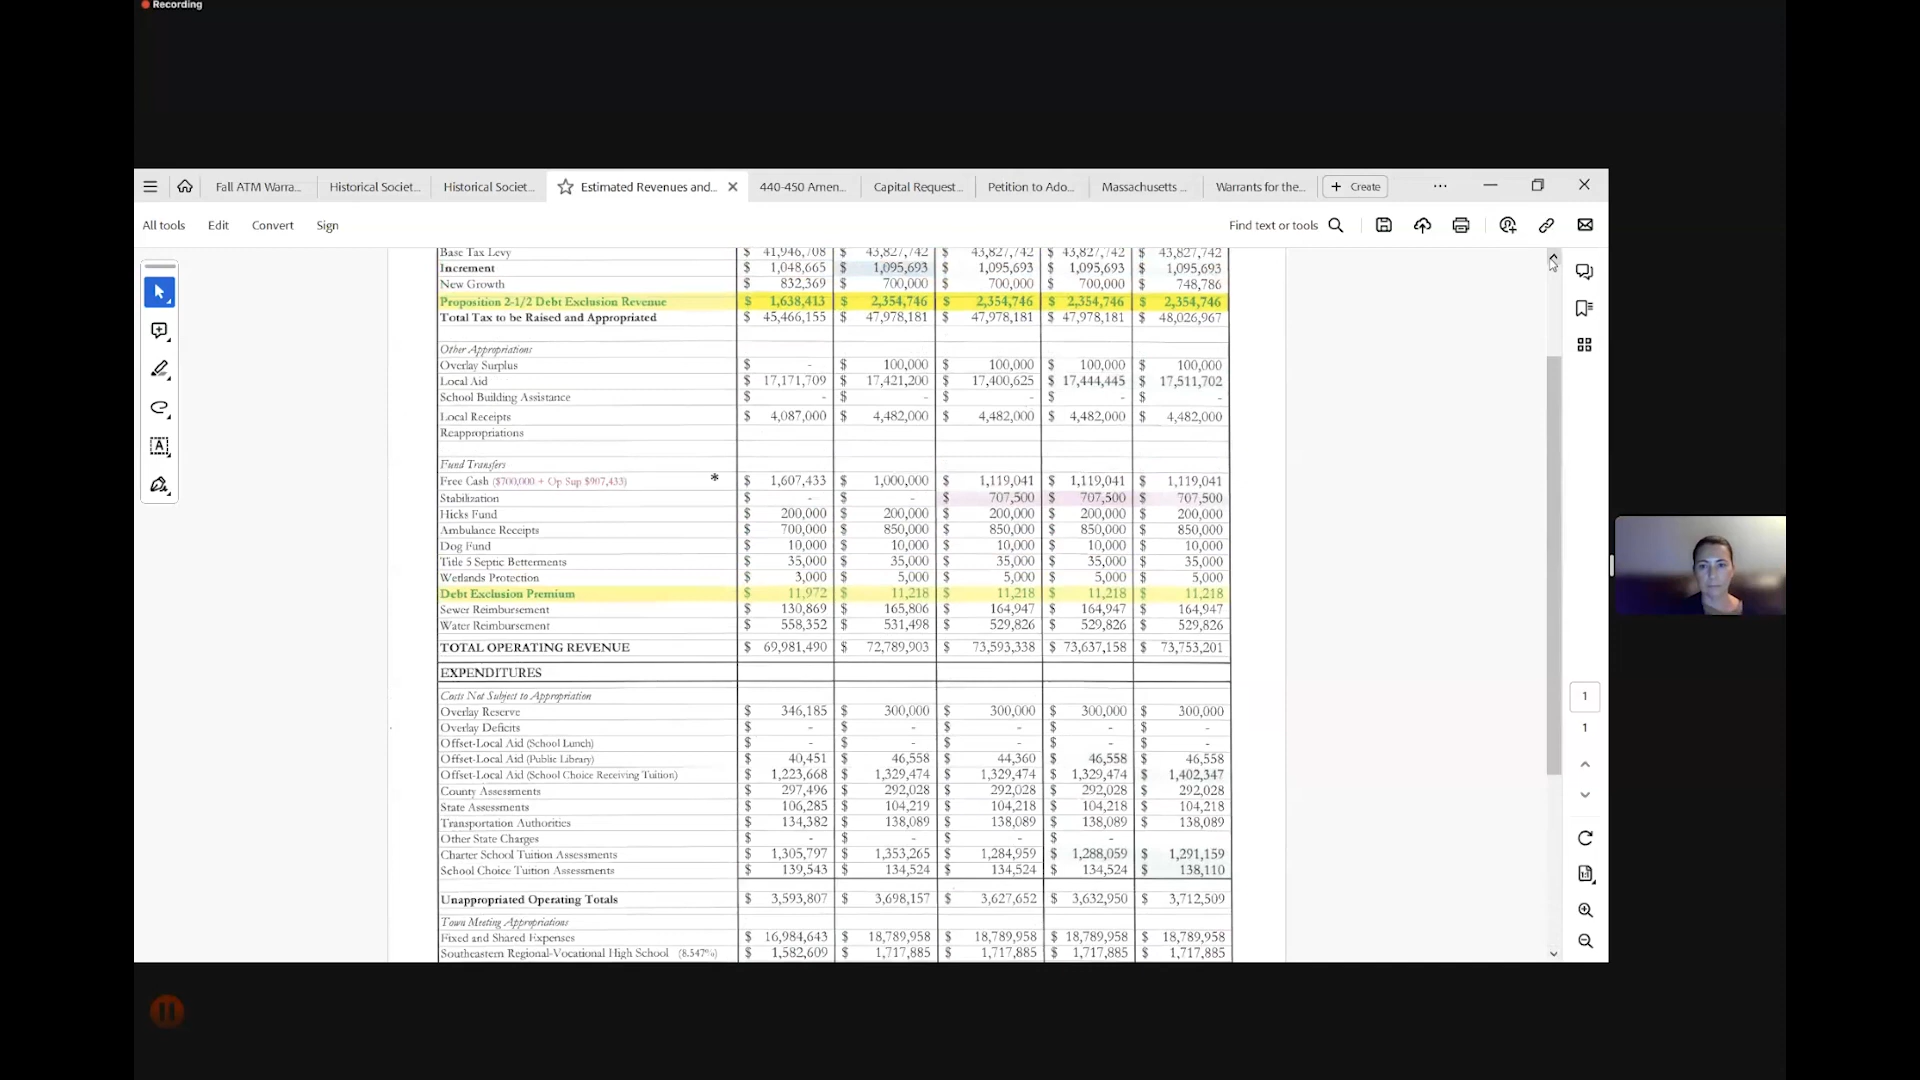 Recording
Fall ATM Warra... Historical Societ... Historical Societ... Estimated Revenues and... 440-450 Amen... Capital Request... Petition to Ado... Massachusetts ... Warrants for the... + Create
All tools Edit Convert Sign Find text or tools
Base Tax Levy $ 41,946,708 $ 43,827,742 $ 43,827,742 $ 43,827,742 $ 43,827,742
Increment $ 1,048,665 $ 1,095,693 $ 1,095,693 $ 1,095,693 $ 1,095,693
New Growth $ 832,369 $ 700,000 $ 700,000 $ 700,000 $ 748,786
Proposition 2-1/2 Debt Exclusion Revenue $ 1,638,413 $ 2,354,746 $ 2,354,746 $ 2,354,746 $ 2,354,746
Total Tax to be Raised and Appropriated $ 45,466,155 $ 47,978,181 $ 47,978,181 $ 47,978,181 $ 48,026,967
Other Appropriations
Overlay Surplus $ - $ 100,000 $ 100,000 $ 100,000 $ 100,000
Local Aid $ 17,171,709 $ 17,421,200 $ 17,400,625 $ 17,444,445 $ 17,511,702
School Building Assistance $ - $ - $ - $ - $ -
Local Receipts $ 4,087,000 $ 4,482,000 $ 4,482,000 $ 4,482,000 $ 4,482,000
Reappropriations
Fund Transfers
Free Cash ($700,000 + Op Sup $907,433) * $ 1,607,433 $ 1,000,000 $ 1,119,041 $ 1,119,041 $ 1,119,041
Stabilization $ - $ - $ 707,500 $ 707,500 $ 707,500
Hicks Fund $ 200,000 $ 200,000 $ 200,000 $ 200,000 $ 200,000
Ambulance Receipts $ 700,000 $ 850,000 $ 850,000 $ 850,000 $ 850,000
Dog Fund $ 10,000 $ 10,000 $ 10,000 $ 10,000 $ 10,000
Title 5 Septic Betterments $ 35,000 $ 35,000 $ 35,000 $ 35,000 $ 35,000
Wetlands Protection $ 3,000 $ 5,000 $ 5,000 $ 5,000 $ 5,000
Debt Exclusion Premium $ 11,972 $ 11,218 $ 11,218 $ 11,218 $ 11,218
Sewer Reimbursement $ 130,869 $ 165,806 $ 164,947 $ 164,947 $ 164,947
Water Reimbursement $ 558,352 $ 531,498 $ 529,826 $ 529,826 $ 529,826
TOTAL OPERATING REVENUE $ 69,981,490 $ 72,789,903 $ 73,593,338 $ 73,637,158 $ 73,753,201
EXPENDITURES
Costs Not Subject to Appropriation
Overlay Reserve $ 346,185 $ 300,000 $ 300,000 $ 300,000 $ 300,000
Overlay Deficits $ - $ - $ - $ - $ -
Offset-Local Aid (School Lunch) $ - $ - $ - $ - $ -
Offset-Local Aid (Public Library) $ 40,451 $ 46,558 $ 44,360 $ 46,558 $ 46,558
Offset-Local Aid (School Choice Receiving Tuition) $ 1,223,668 $ 1,329,474 $ 1,329,474 $ 1,329,474 $ 1,402,347
County Assessments $ 297,496 $ 292,028 $ 292,028 $ 292,028 $ 292,028
State Assessments $ 106,285 $ 104,219 $ 104,218 $ 104,218 $ 104,218
Transportation Authorities $ 134,382 $ 138,089 $ 138,089 $ 138,089 $ 138,089
Other State Charges $ - $ - $ - $ -
Charter School Tuition Assessments $ 1,305,797 $ 1,353,265 $ 1,284,959 $ 1,288,059 $ 1,291,159
School Choice Tuition Assessments $ 139,543 $ 134,524 $ 134,524 $ 134,524 $ 138,110
Unappropriated Operating Totals $ 3,593,807 $ 3,698,157 $ 3,627,652 $ 3,632,950 $ 3,712,509
Town Meeting Appropriations
Fixed and Shared Expenses $ 16,984,643 $ 18,789,958 $ 18,789,958 $ 18,789,958 $ 18,789,958
Southeastern Regional-Vocational High School (8.547%) $ 1,582,609 $ 1,717,885 $ 1,717,885 $ 1,717,885 $ 1,717,885
1
1